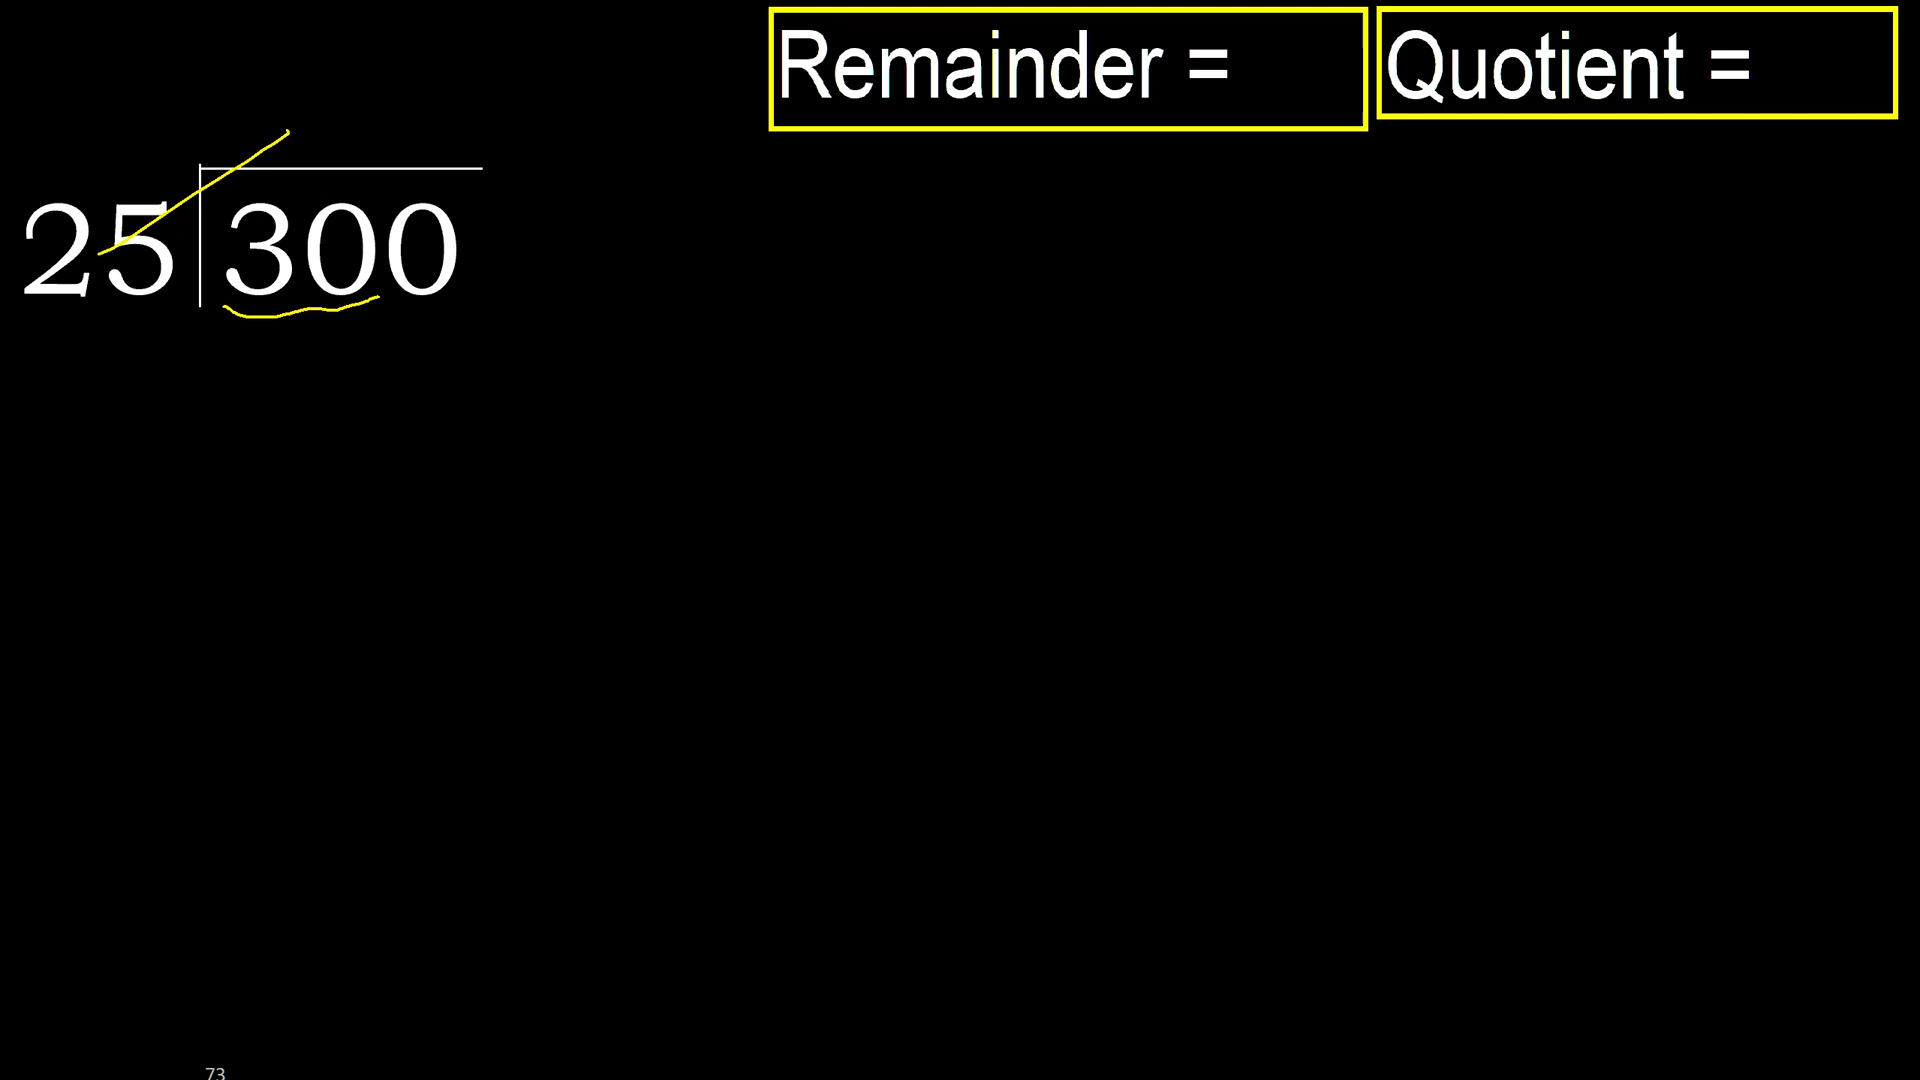 Remainder = Quotient =
25 300
73